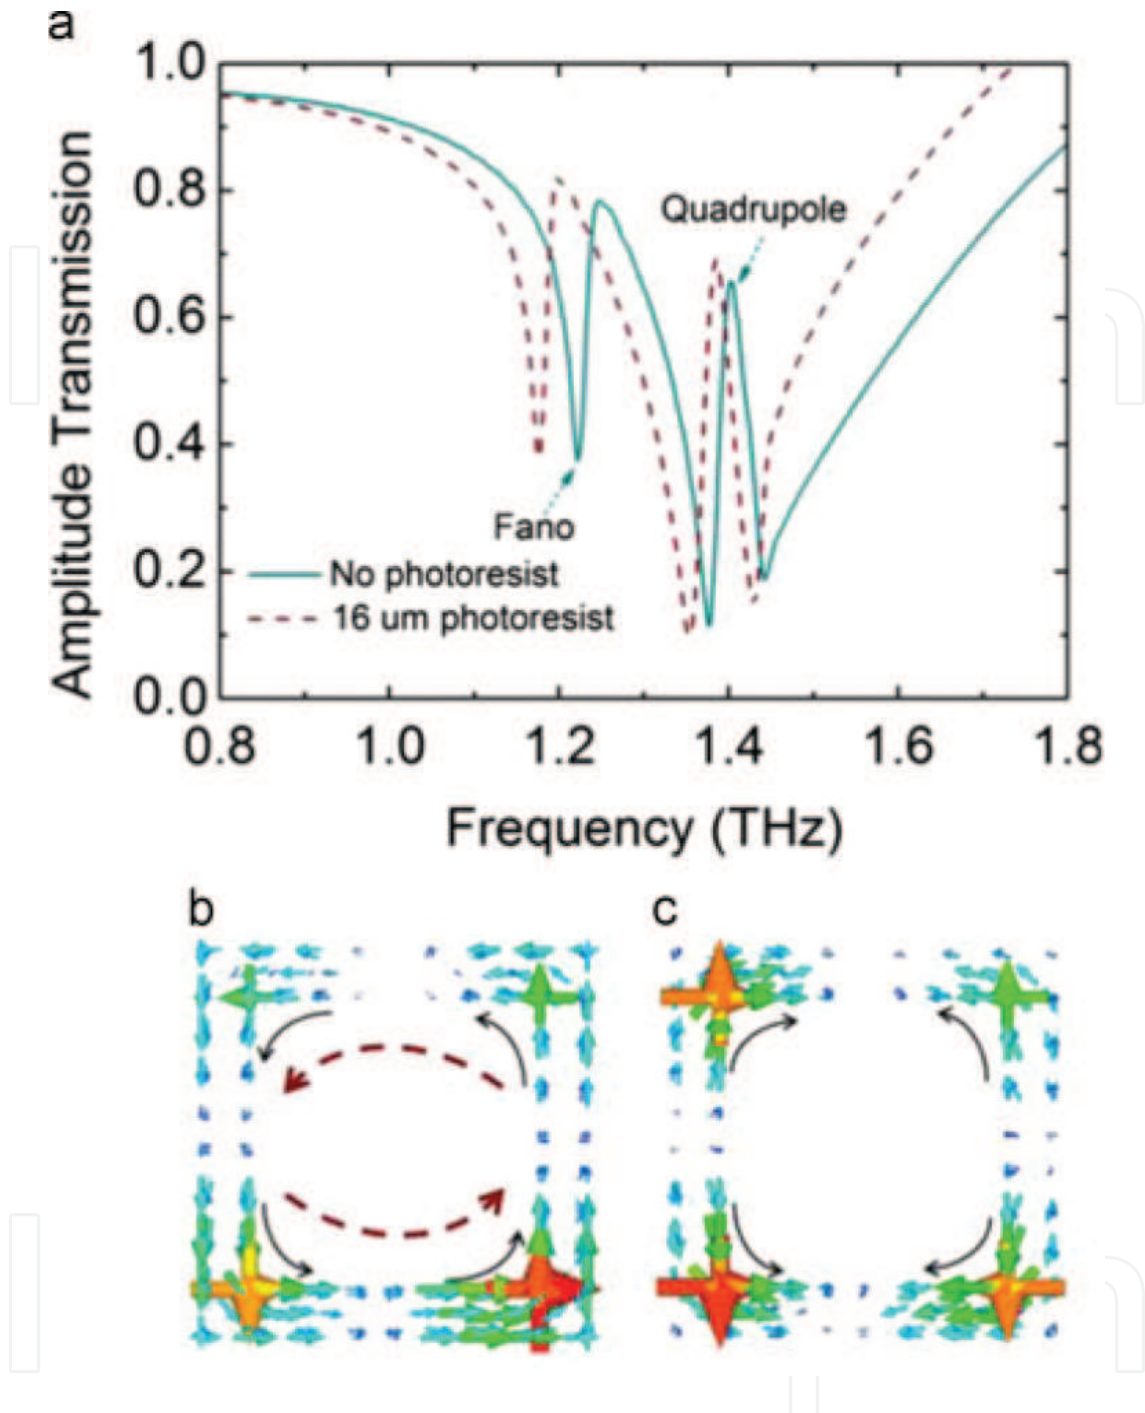 a
1.0
0.8
0.6
0.4
0.2
0.0
Amplitude Transmission
Quadrupole
Fano
No photoresist
16 um photoresist
0.8 1.0 1.2 1.4 1.6 1.8
Frequency (THz)
b
c